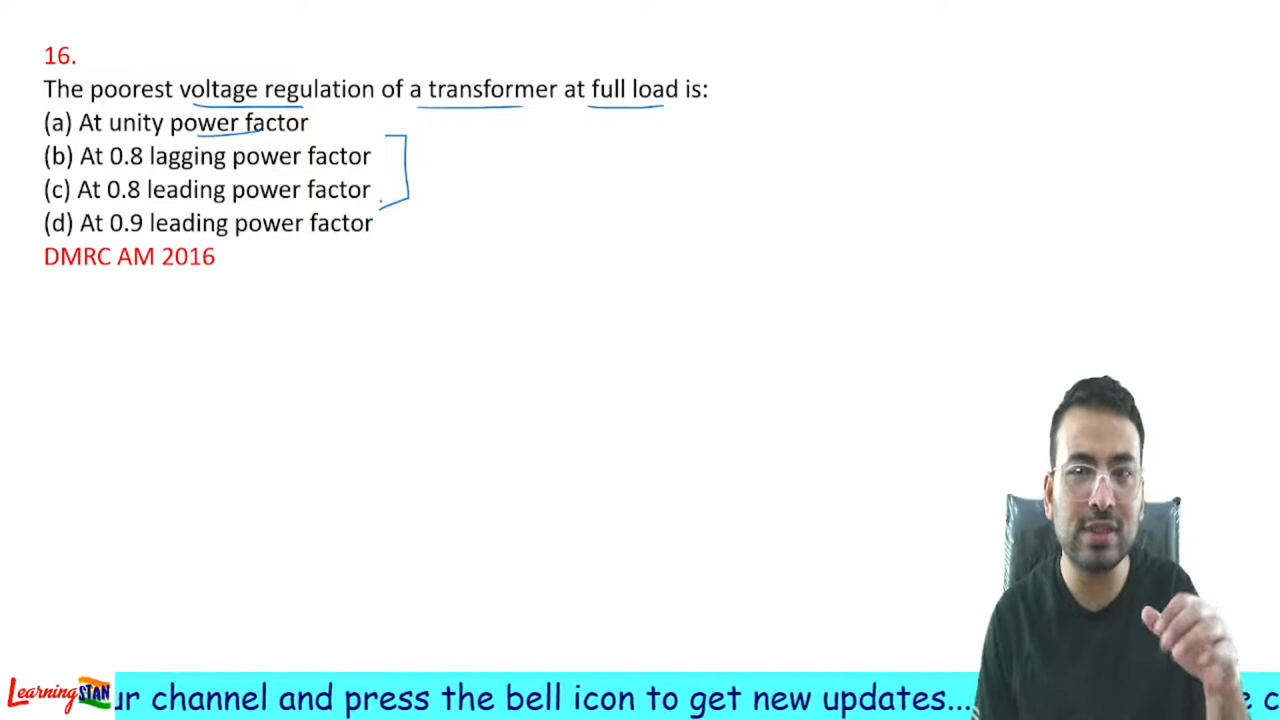 16.
The poorest voltage regulation of a transformer at full load is:
(a) At unity power factor
(b) At 0.8 lagging power factor
(c) At 0.8 leading power factor
(d) At 0.9 leading power factor
DMRC AM 2016
LearningSTAN
ur channel and press the bell icon to get new updates...